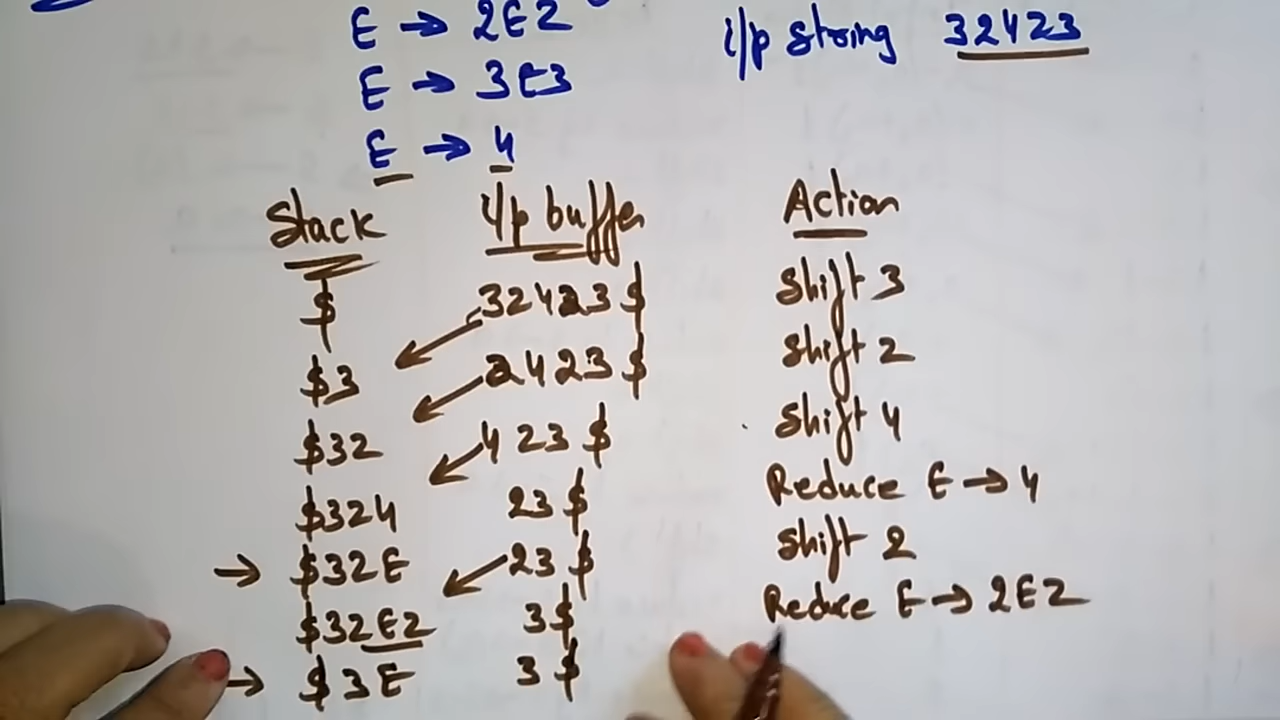 E → 2E2
i/p string 32423
E → 3E3
E → 4
Stack i/p buffer Action
$ 32423$ Shift 3
$3 2423$ Shift 2
$32 423$ Shift 4
$324 23$ Reduce E → 4
→ $32E 23$ Shift 2
$32E2 3$ Reduce E → 2E2
→ $3E 3$